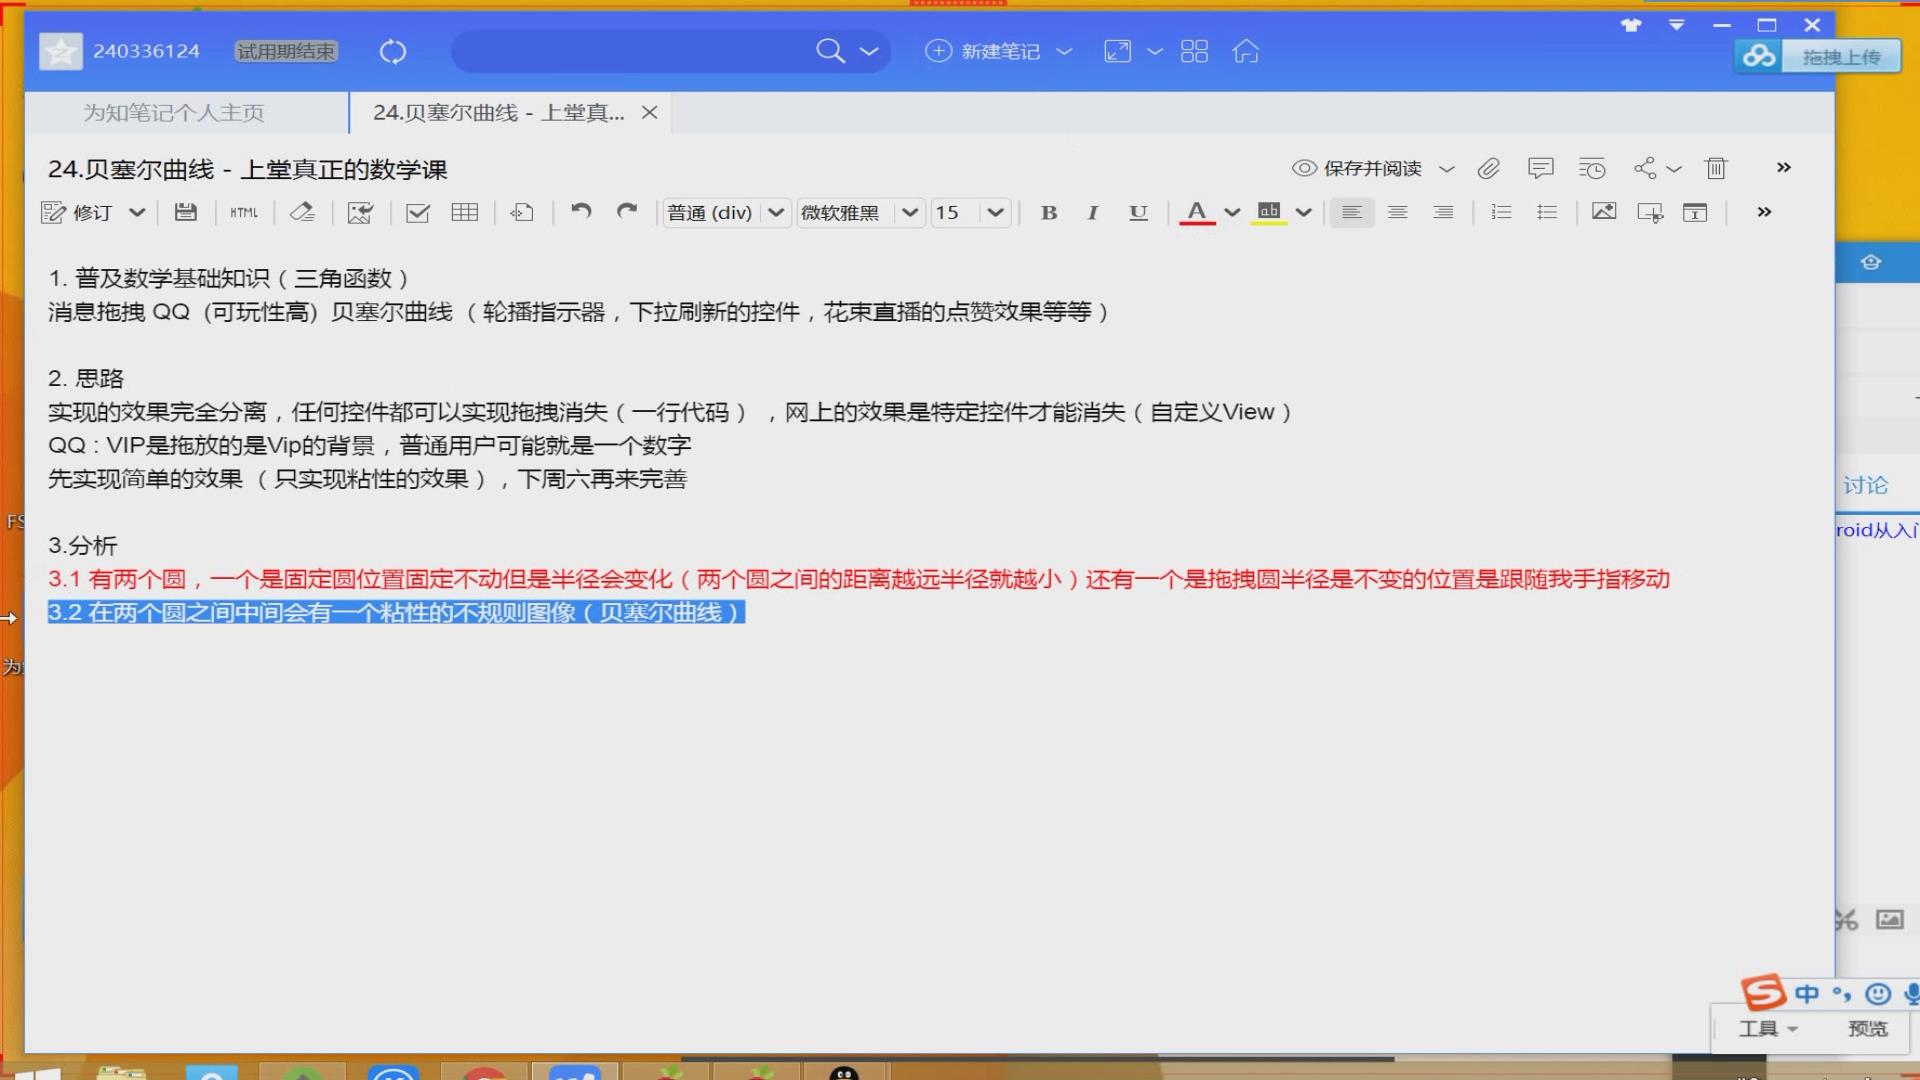 240336124
试用期结束
新建笔记
拖拽上传
为知笔记个人主页
24.贝塞尔曲线 - 上堂真...
24.贝塞尔曲线 - 上堂真正的数学课
保存并阅读
修订
HTML
普通 (div)
微软雅黑
15
B
I
U
A
ab
1. 普及数学基础知识（三角函数）
消息拖拽 QQ（可玩性高）贝塞尔曲线 （轮播指示器，下拉刷新的控件，花束直播的点赞效果等等）
2. 思路
实现的效果完全分离，任何控件都可以实现拖拽消失（一行代码） ，网上的效果是特定控件才能消失（自定义View）
QQ : VIP是拖放的是Vip的背景，普通用户可能就是一个数字
先实现简单的效果 （只实现粘性的效果），下周六再来完善
讨论
FS
roid从入门
3.分析
3.1 有两个圆，一个是固定圆位置固定不动但是半径会变化（两个圆之间的距离越远半径就越小）还有一个是拖拽圆半径是不变的位置是跟随我手指移动
3.2 在两个圆之间中间会有一个粘性的不规则图像（贝塞尔曲线）
为
中
工具
预览